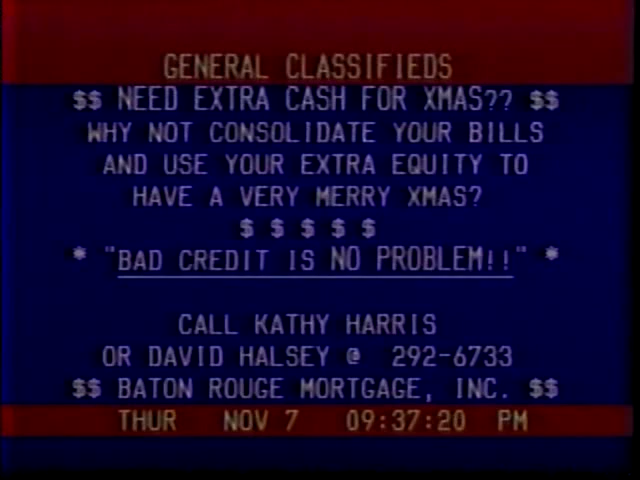 GENERAL CLASSIFIEDS
$$ NEED EXTRA CASH FOR XMAS?? $$
WHY NOT CONSOLIDATE YOUR BILLS
AND USE YOUR EXTRA EQUITY TO
HAVE A VERY MERRY XMAS?
$ $ $ $ $
* "BAD CREDIT IS NO PROBLEM!!" *
CALL KATHY HARRIS
OR DAVID HALSEY @ 292-6733
$$ BATON ROUGE MORTGAGE, INC. $$
THUR NOV 7 09:37:20 PM